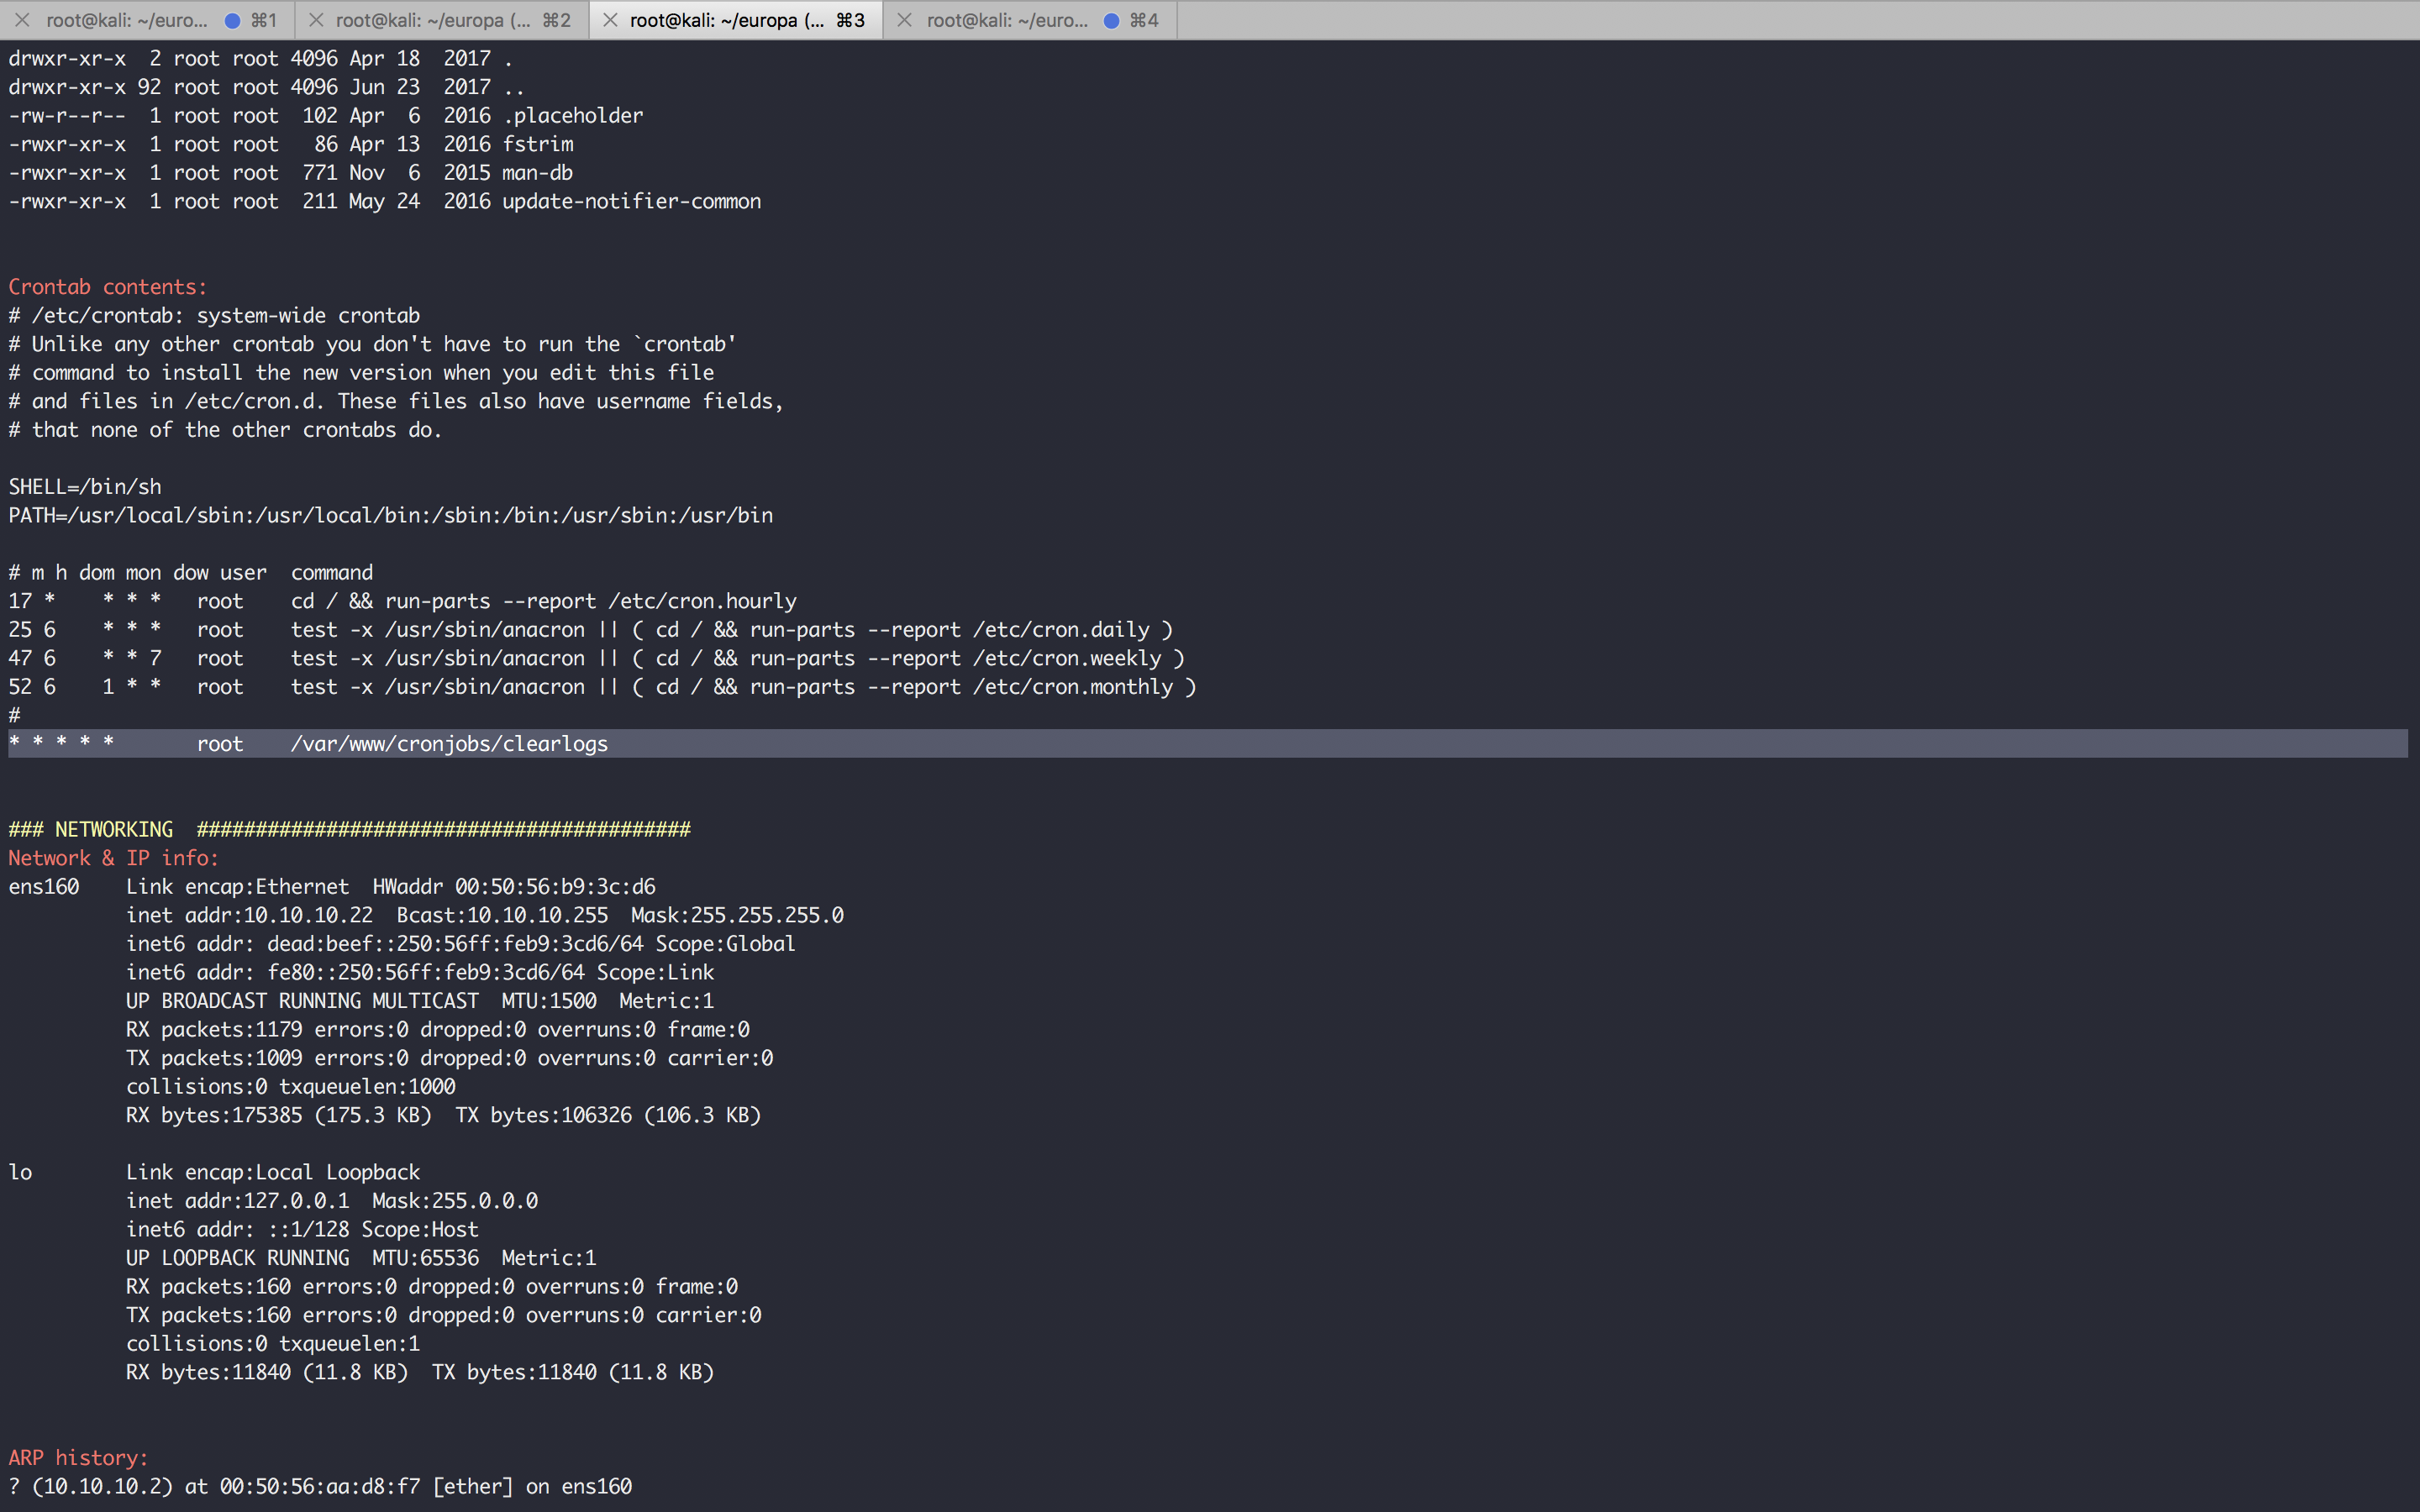 root@kali: ~/euro... ⌘1 root@kali: ~/europa (... ⌘2 root@kali: ~/europa (... ⌘3 root@kali: ~/euro... ⌘4
drwxr-xr-x  2 root root 4096 Apr 18  2017 .
drwxr-xr-x 92 root root 4096 Jun 23  2017 ..
-rw-r--r--  1 root root  102 Apr  6  2016 .placeholder
-rwxr-xr-x  1 root root   86 Apr 13  2016 fstrim
-rwxr-xr-x  1 root root  771 Nov  6  2015 man-db
-rwxr-xr-x  1 root root  211 May 24  2016 update-notifier-common
Crontab contents:
# /etc/crontab: system-wide crontab
# Unlike any other crontab you don't have to run the `crontab'
# command to install the new version when you edit this file
# and files in /etc/cron.d. These files also have username fields,
# that none of the other crontabs do.
SHELL=/bin/sh
PATH=/usr/local/sbin:/usr/local/bin:/sbin:/bin:/usr/sbin:/usr/bin
# m h dom mon dow user  command
17 *    * * *   root    cd / && run-parts --report /etc/cron.hourly
25 6    * * *   root    test -x /usr/sbin/anacron || ( cd / && run-parts --report /etc/cron.daily )
47 6    * * 7   root    test -x /usr/sbin/anacron || ( cd / && run-parts --report /etc/cron.weekly )
52 6    1 * *   root    test -x /usr/sbin/anacron || ( cd / && run-parts --report /etc/cron.monthly )
#
* * * * *       root    /var/www/cronjobs/clearlogs
### NETWORKING  ##########################################
Network & IP info:
ens160    Link encap:Ethernet  HWaddr 00:50:56:b9:3c:d6
          inet addr:10.10.10.22  Bcast:10.10.10.255  Mask:255.255.255.0
          inet6 addr: dead:beef::250:56ff:feb9:3cd6/64 Scope:Global
          inet6 addr: fe80::250:56ff:feb9:3cd6/64 Scope:Link
          UP BROADCAST RUNNING MULTICAST  MTU:1500  Metric:1
          RX packets:1179 errors:0 dropped:0 overruns:0 frame:0
          TX packets:1009 errors:0 dropped:0 overruns:0 carrier:0
          collisions:0 txqueuelen:1000
          RX bytes:175385 (175.3 KB)  TX bytes:106326 (106.3 KB)
lo        Link encap:Local Loopback
          inet addr:127.0.0.1  Mask:255.0.0.0
          inet6 addr: ::1/128 Scope:Host
          UP LOOPBACK RUNNING  MTU:65536  Metric:1
          RX packets:160 errors:0 dropped:0 overruns:0 frame:0
          TX packets:160 errors:0 dropped:0 overruns:0 carrier:0
          collisions:0 txqueuelen:1
          RX bytes:11840 (11.8 KB)  TX bytes:11840 (11.8 KB)
ARP history:
? (10.10.10.2) at 00:50:56:aa:d8:f7 [ether] on ens160